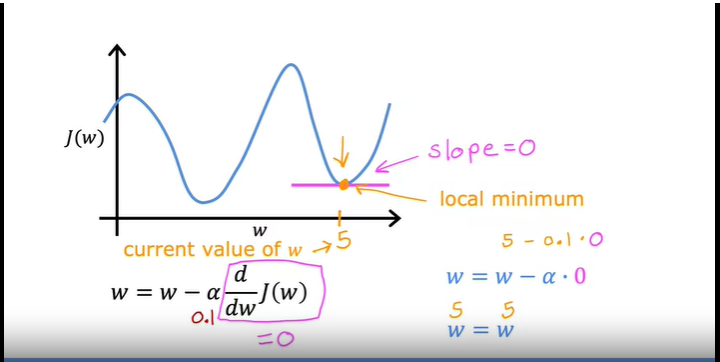 J(w)
slope=0
local minimum
w
5
current value of w →
5 - 0.1 · 0
w = w - α d/dw J(w)
0.1
=0
w = w - α · 0
5 5
w = w